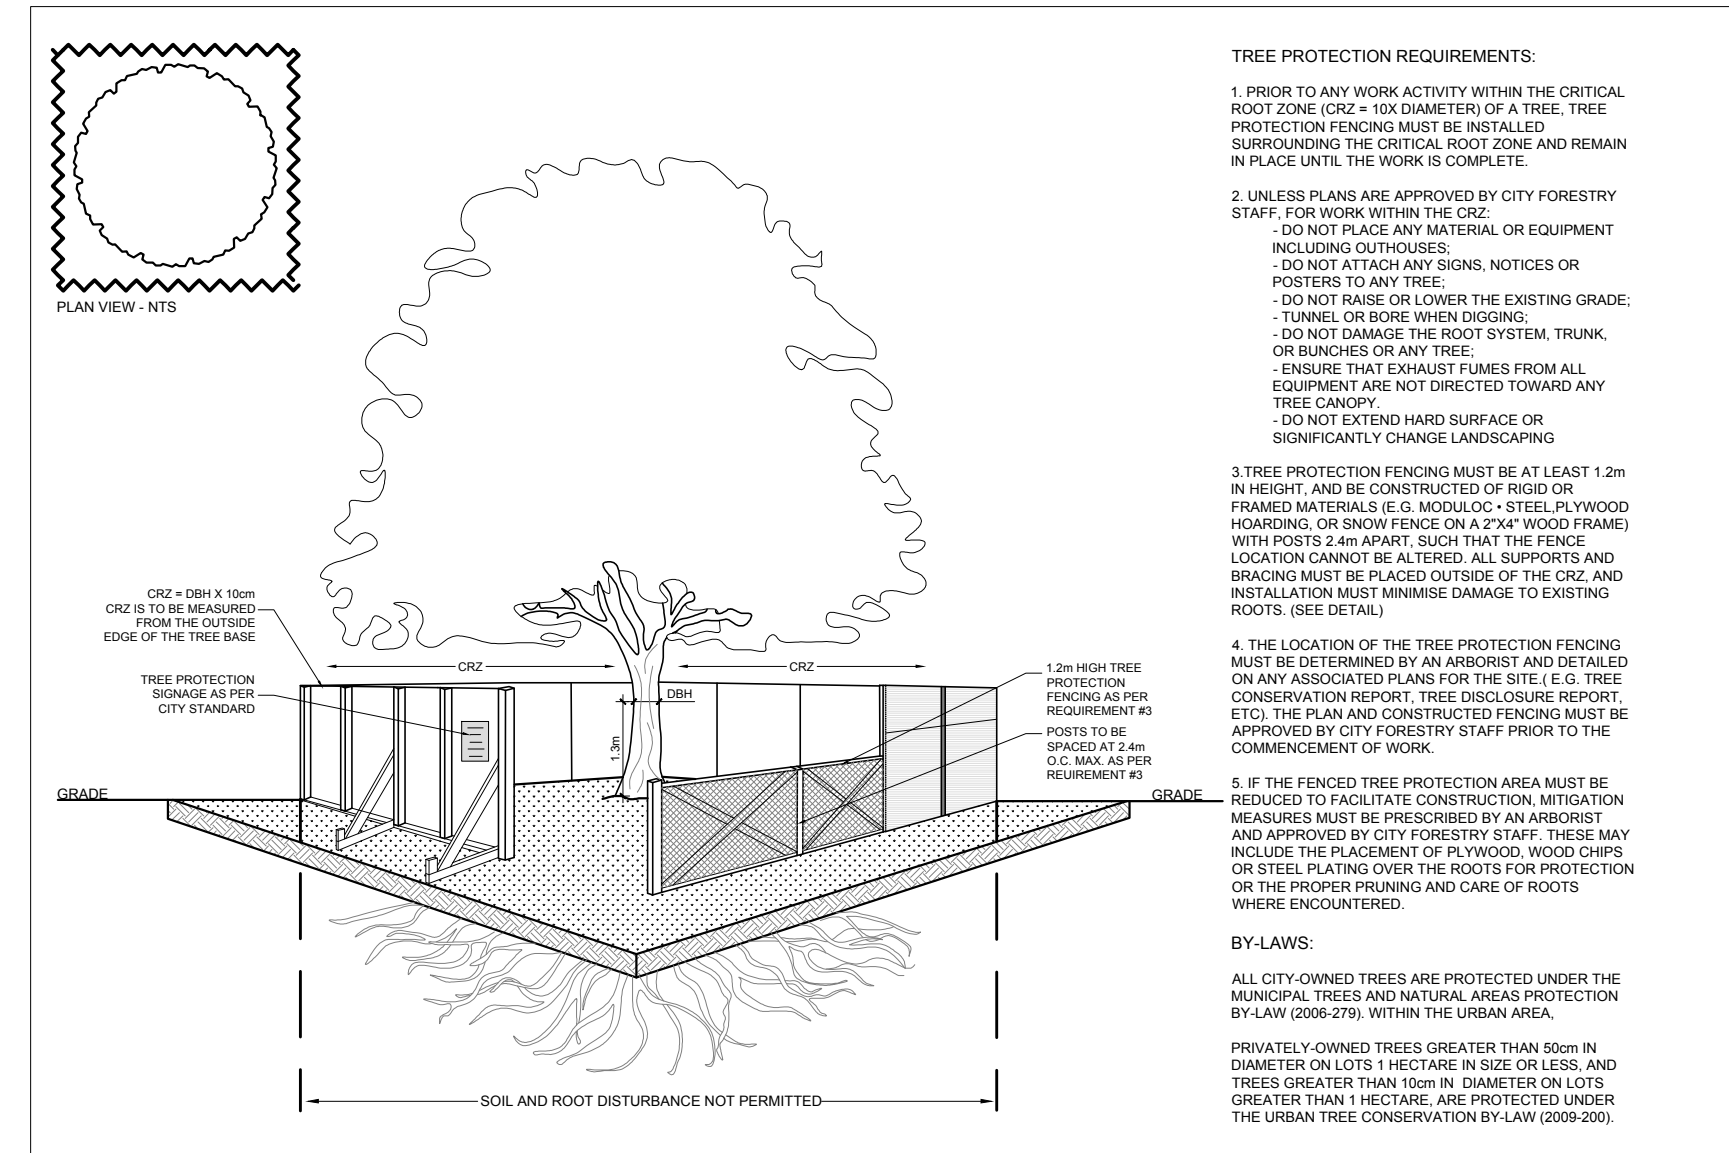 PLAN VIEW - NTS
CRZ = DBH X 10cm
CRZ IS TO BE MEASURED
FROM THE OUTSIDE
EDGE OF THE TREE BASE
TREE PROTECTION
SIGNAGE AS PER
CITY STANDARD
CRZ
CRZ
DBH
1.3m
1.2m HIGH TREE
PROTECTION
FENCING AS PER
REQUIREMENT #3
POSTS TO BE
SPACED AT 2.4m
O.C. MAX. AS PER
REUIREMENT #3
GRADE
GRADE
SOIL AND ROOT DISTURBANCE NOT PERMITTED
TREE PROTECTION REQUIREMENTS:
1. PRIOR TO ANY WORK ACTIVITY WITHIN THE CRITICAL
ROOT ZONE (CRZ = 10X DIAMETER) OF A TREE, TREE
PROTECTION FENCING MUST BE INSTALLED
SURROUNDING THE CRITICAL ROOT ZONE AND REMAIN
IN PLACE UNTIL THE WORK IS COMPLETE.
2. UNLESS PLANS ARE APPROVED BY CITY FORESTRY
STAFF, FOR WORK WITHIN THE CRZ:
- DO NOT PLACE ANY MATERIAL OR EQUIPMENT
INCLUDING OUTHOUSES;
- DO NOT ATTACH ANY SIGNS, NOTICES OR
POSTERS TO ANY TREE;
- DO NOT RAISE OR LOWER THE EXISTING GRADE;
- TUNNEL OR BORE WHEN DIGGING;
- DO NOT DAMAGE THE ROOT SYSTEM, TRUNK,
OR BUNCHES OR ANY TREE;
- ENSURE THAT EXHAUST FUMES FROM ALL
EQUIPMENT ARE NOT DIRECTED TOWARD ANY
TREE CANOPY.
- DO NOT EXTEND HARD SURFACE OR
SIGNIFICANTLY CHANGE LANDSCAPING
3.TREE PROTECTION FENCING MUST BE AT LEAST 1.2m
IN HEIGHT, AND BE CONSTRUCTED OF RIGID OR
FRAMED MATERIALS (E.G. MODULOC • STEEL,PLYWOOD
HOARDING, OR SNOW FENCE ON A 2"X4" WOOD FRAME)
WITH POSTS 2.4m APART, SUCH THAT THE FENCE
LOCATION CANNOT BE ALTERED. ALL SUPPORTS AND
BRACING MUST BE PLACED OUTSIDE OF THE CRZ, AND
INSTALLATION MUST MINIMISE DAMAGE TO EXISTING
ROOTS. (SEE DETAIL)
4. THE LOCATION OF THE TREE PROTECTION FENCING
MUST BE DETERMINED BY AN ARBORIST AND DETAILED
ON ANY ASSOCIATED PLANS FOR THE SITE.( E.G. TREE
CONSERVATION REPORT, TREE DISCLOSURE REPORT,
ETC). THE PLAN AND CONSTRUCTED FENCING MUST BE
APPROVED BY CITY FORESTRY STAFF PRIOR TO THE
COMMENCEMENT OF WORK.
5. IF THE FENCED TREE PROTECTION AREA MUST BE
REDUCED TO FACILITATE CONSTRUCTION, MITIGATION
MEASURES MUST BE PRESCRIBED BY AN ARBORIST
AND APPROVED BY CITY FORESTRY STAFF. THESE MAY
INCLUDE THE PLACEMENT OF PLYWOOD, WOOD CHIPS
OR STEEL PLATING OVER THE ROOTS FOR PROTECTION
OR THE PROPER PRUNING AND CARE OF ROOTS
WHERE ENCOUNTERED.
BY-LAWS:
ALL CITY-OWNED TREES ARE PROTECTED UNDER THE
MUNICIPAL TREES AND NATURAL AREAS PROTECTION
BY-LAW (2006-279). WITHIN THE URBAN AREA,
PRIVATELY-OWNED TREES GREATER THAN 50cm IN
DIAMETER ON LOTS 1 HECTARE IN SIZE OR LESS, AND
TREES GREATER THAN 10cm IN  DIAMETER ON LOTS
GREATER THAN 1 HECTARE, ARE PROTECTED UNDER
THE URBAN TREE CONSERVATION BY-LAW (2009-200).